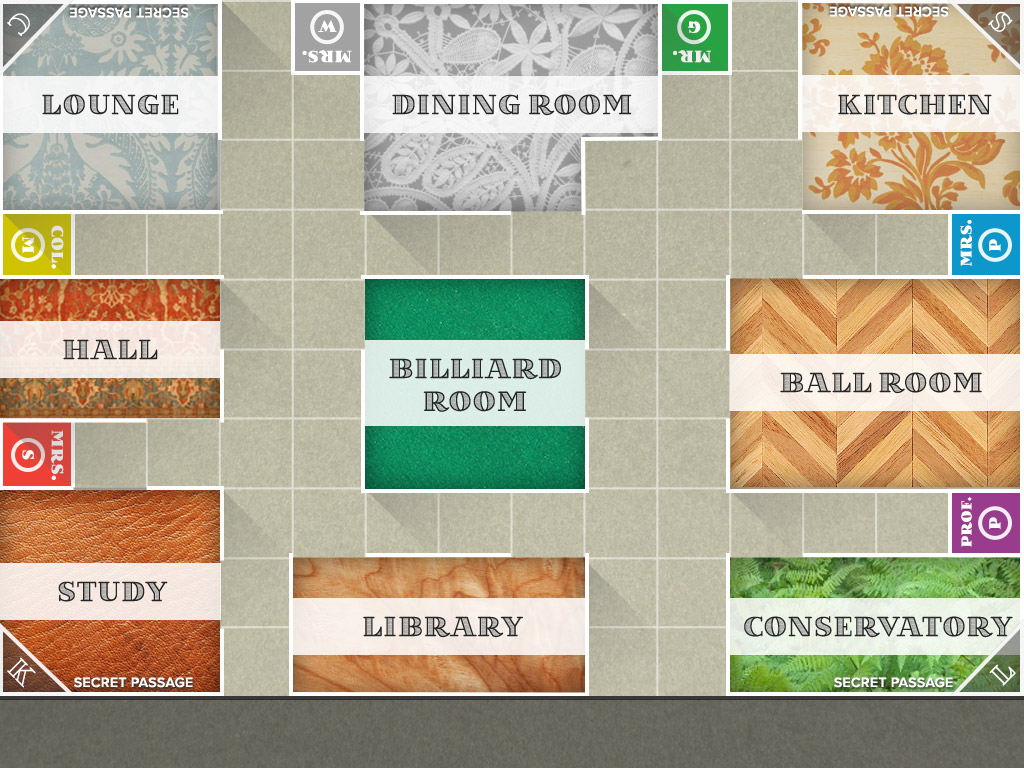 C
SECRET PASSAGE
W
MRS.
G
MR.
SECRET PASSAGE
S
LOUNGE
DINING ROOM
KITCHEN
M
COL.
MRS.
P
HALL
BILLIARD
ROOM
BALL ROOM
S
MRS.
PROF.
P
STUDY
LIBRARY
CONSERVATORY
K
SECRET PASSAGE
SECRET PASSAGE
L